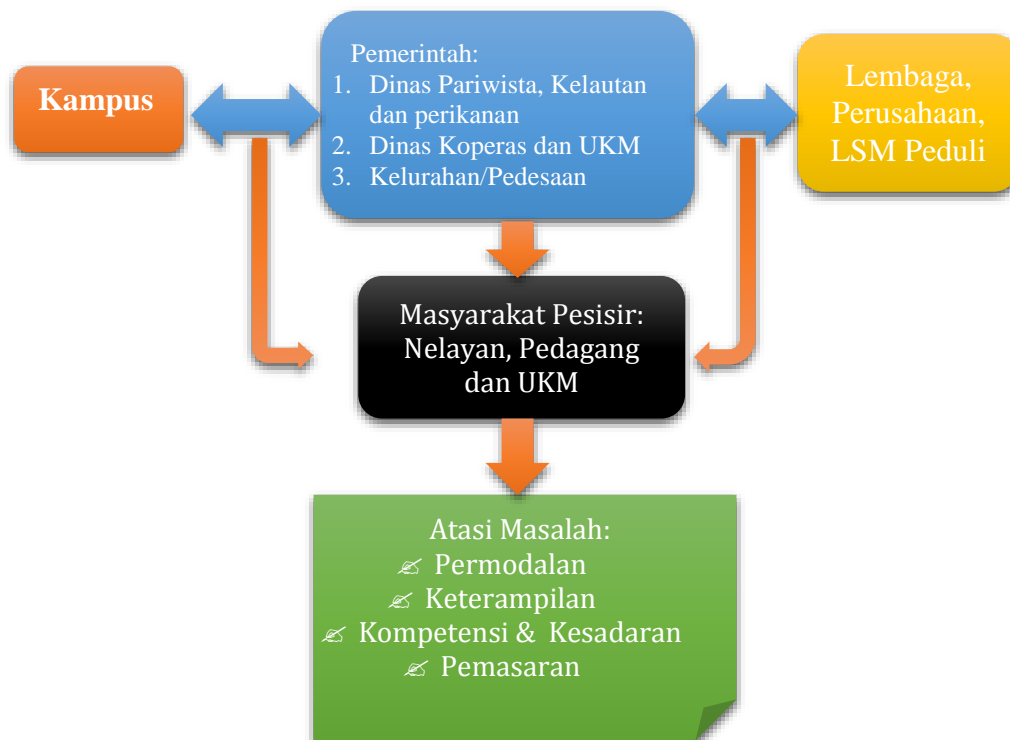 Kampus
Pemerintah:
1. Dinas Pariwista, Kelautan
dan perikanan
2. Dinas Koperas dan UKM
3. Kelurahan/Pedesaan
Lembaga,
Perusahaan,
LSM Peduli
Masyarakat Pesisir:
Nelayan, Pedagang
dan UKM
Atasi Masalah:
Permodalan
Keterampilan
Kompetensi & Kesadaran
Pemasaran